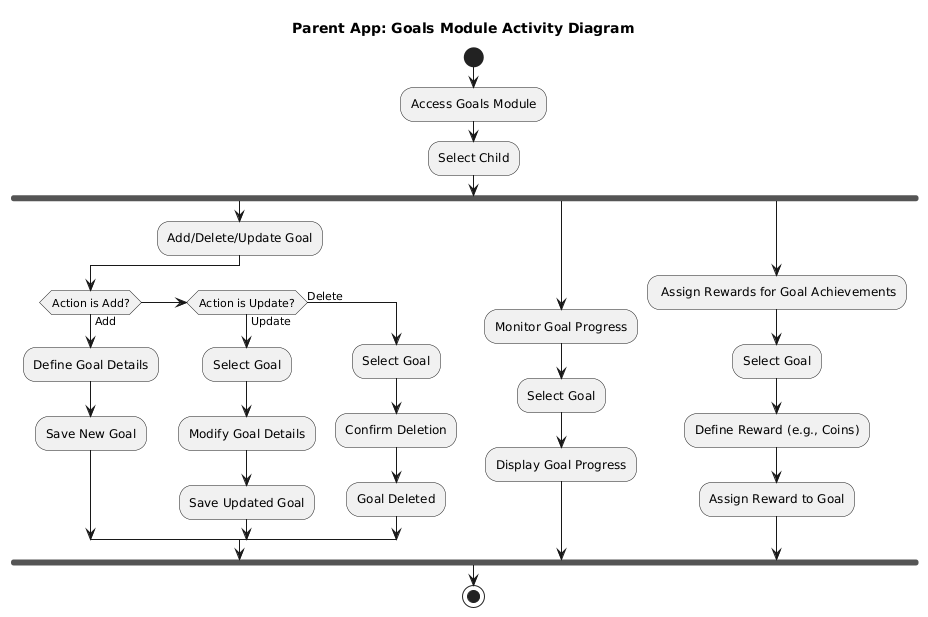 Parent App: Goals Module Activity Diagram
Access Goals Module
Select Child
Add/Delete/Update Goal
Action is Add?
Add
Define Goal Details
Save New Goal
Action is Update?
Update
Select Goal
Modify Goal Details
Save Updated Goal
Delete
Select Goal
Confirm Deletion
Goal Deleted
Monitor Goal Progress
Select Goal
Display Goal Progress
Assign Rewards for Goal Achievements
Select Goal
Define Reward (e.g., Coins)
Assign Reward to Goal